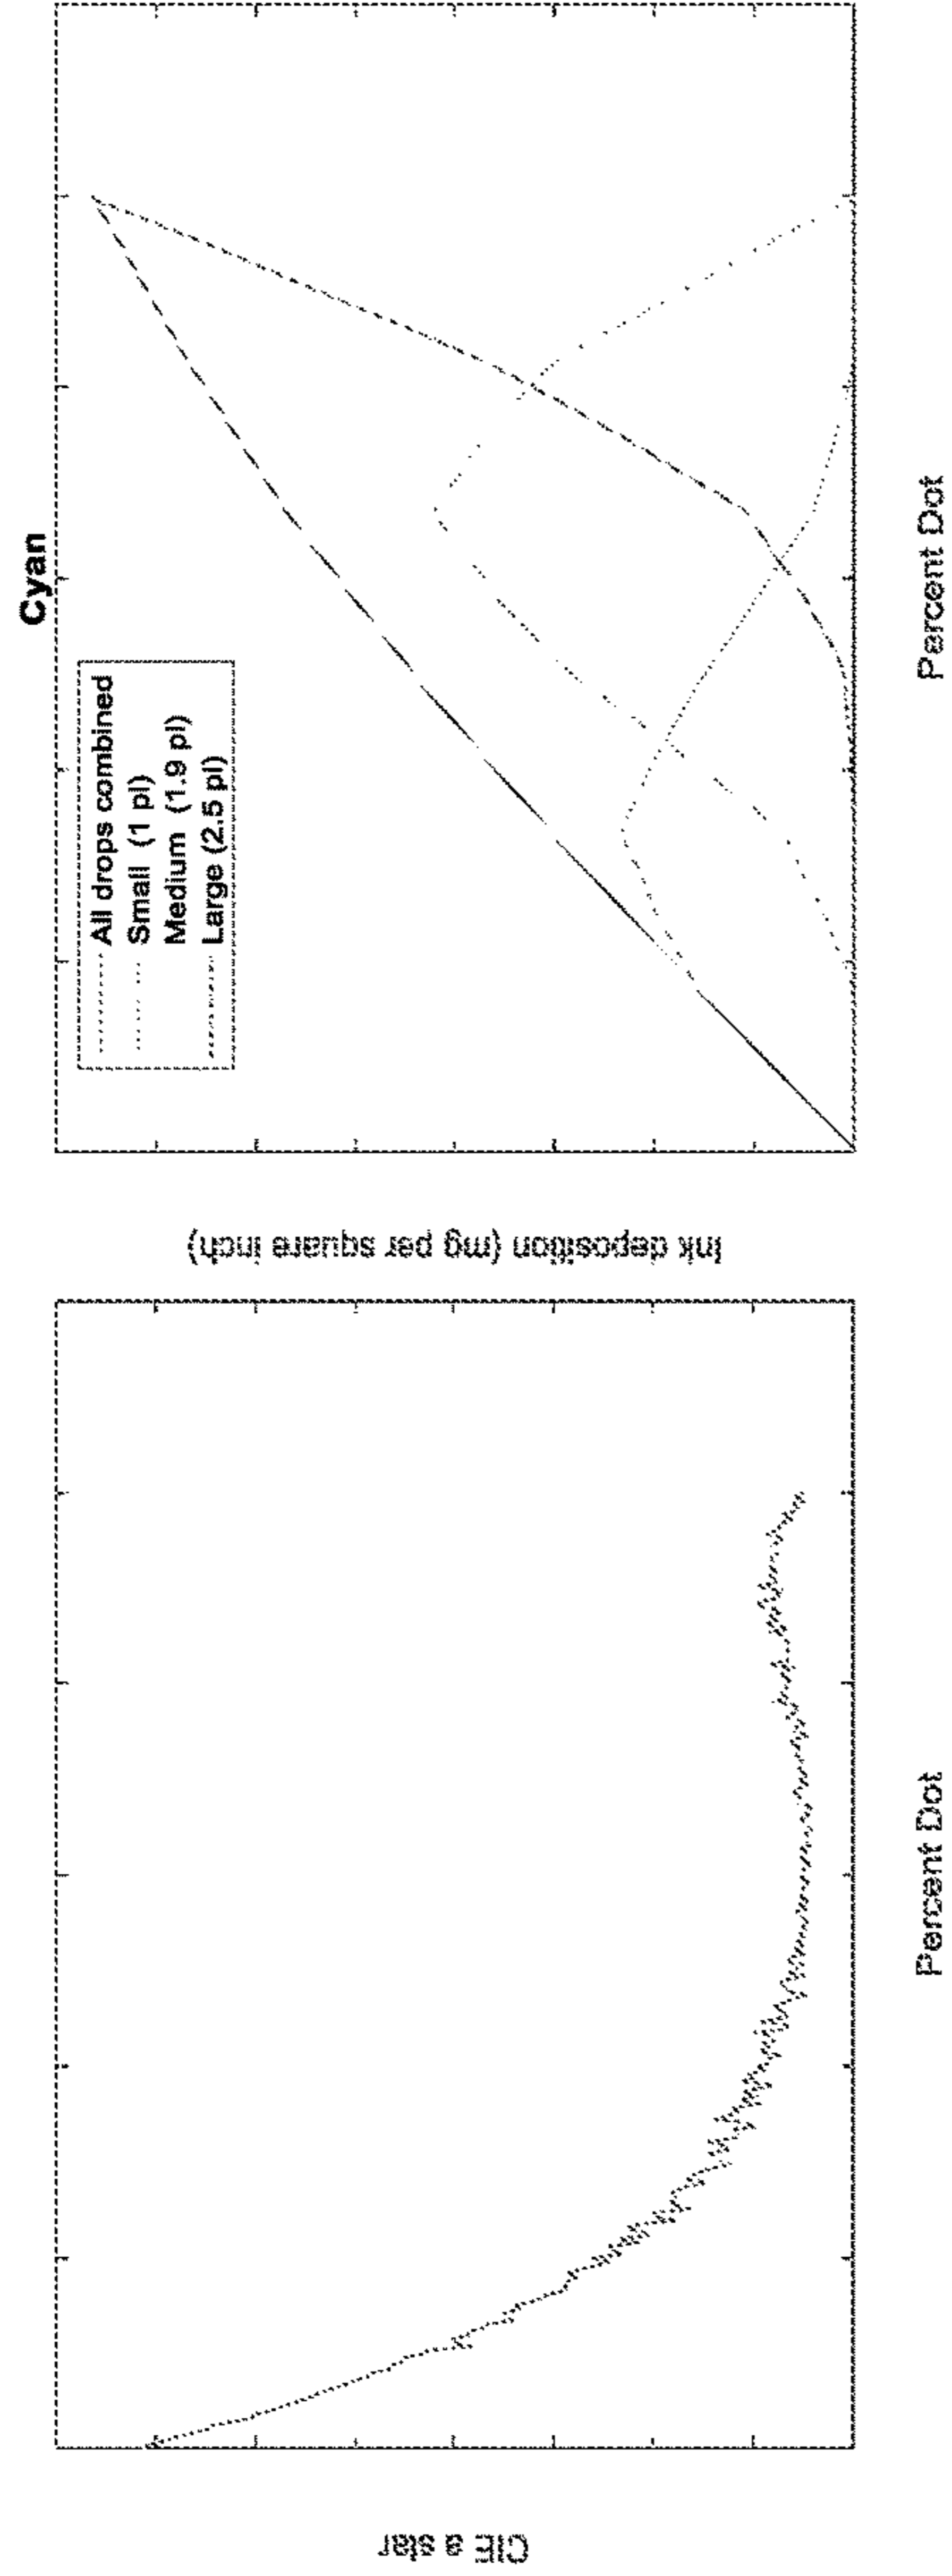 Cyan
All drops combined
Small (1 pl)
Medium (1.9 pl)
Large (2.5 pl)
Ink deposition (mg per square inch)
Percent Dot
CIE a star
Percent Dot